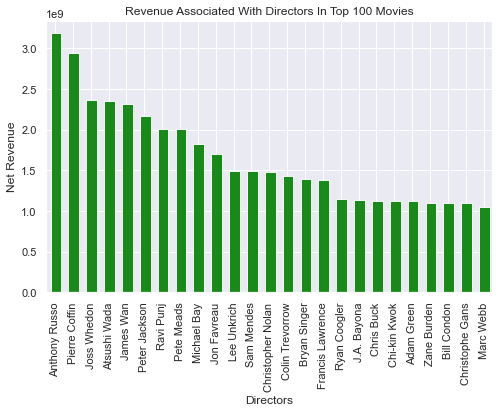 Revenue Associated With Directors In Top 100 Movies
1e9
3.0
2.5
2.0
1.5
1.0
0.5
0.0
Net Revenue
Anthony Russo
Pierre Coffin
Joss Whedon
Atsushi Wada
James Wan
Peter Jackson
Ravi Punj
Pete Meads
Michael Bay
Jon Favreau
Lee Unkrich
Sam Mendes
Christopher Nolan
Colin Trevorrow
Bryan Singer
Francis Lawrence
Ryan Coogler
J.A. Bayona
Chris Buck
Chi-kin Kwok
Adam Green
Zane Burden
Bill Condon
Christophe Gans
Marc Webb
Directors